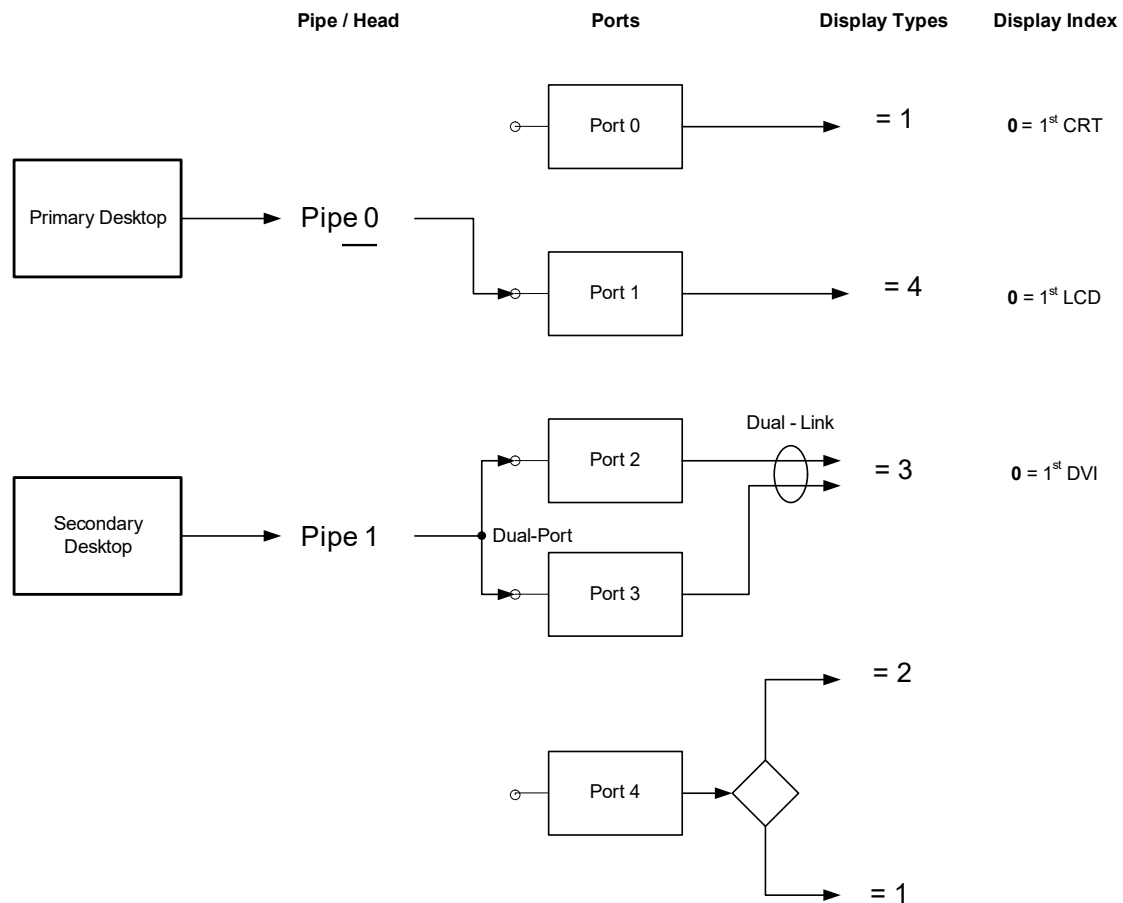 Pipe / Head
Ports
Display Types
Display Index
Port 0
= 1
0 = 1st CRT
Primary Desktop
Pipe 0
Port 1
= 4
0 = 1st LCD
Dual - Link
Port 2
= 3
0 = 1st DVI
Secondary
Desktop
Pipe 1
Dual-Port
Port 3
= 2
Port 4
= 1